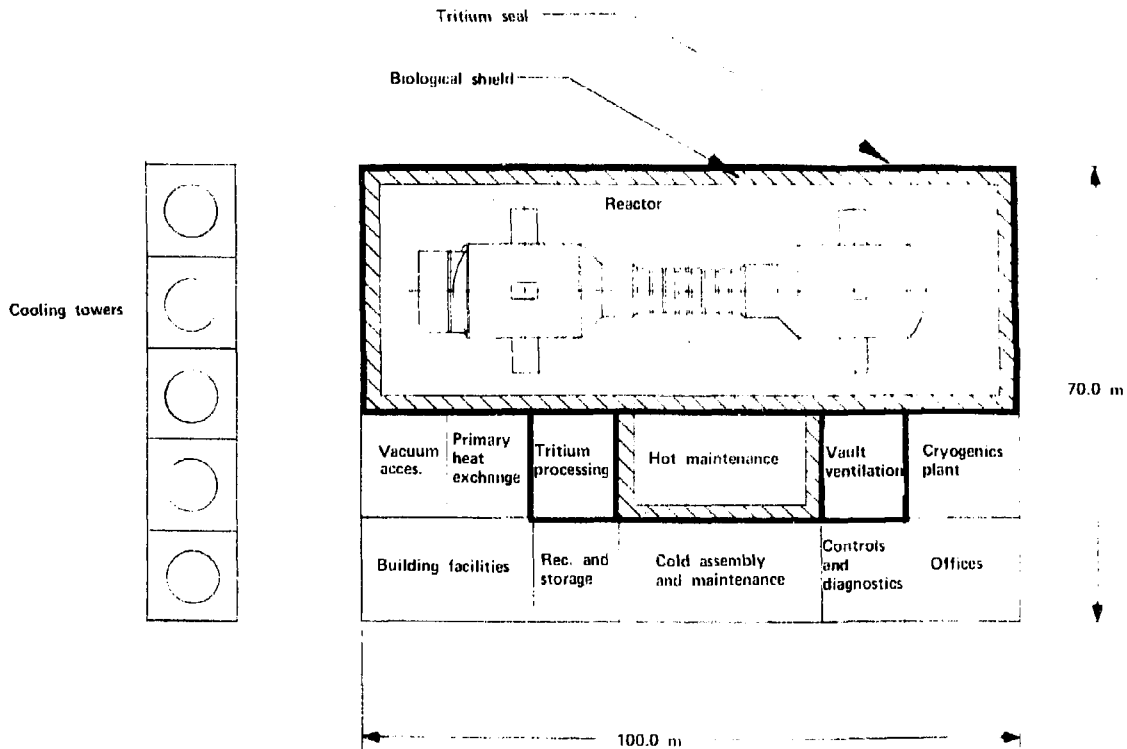 Tritium seal
Biological shield
Reactor
Cooling towers
70.0 m
Vacuum
acces.
Primary
heat
exchange
Tritium
processing
Hot maintenance
Vault
ventilation
Cryogenics
plant
Building facilities
Rec. and
storage
Cold assembly
and maintenance
Controls
and
diagnostics
Offices
100.0 m